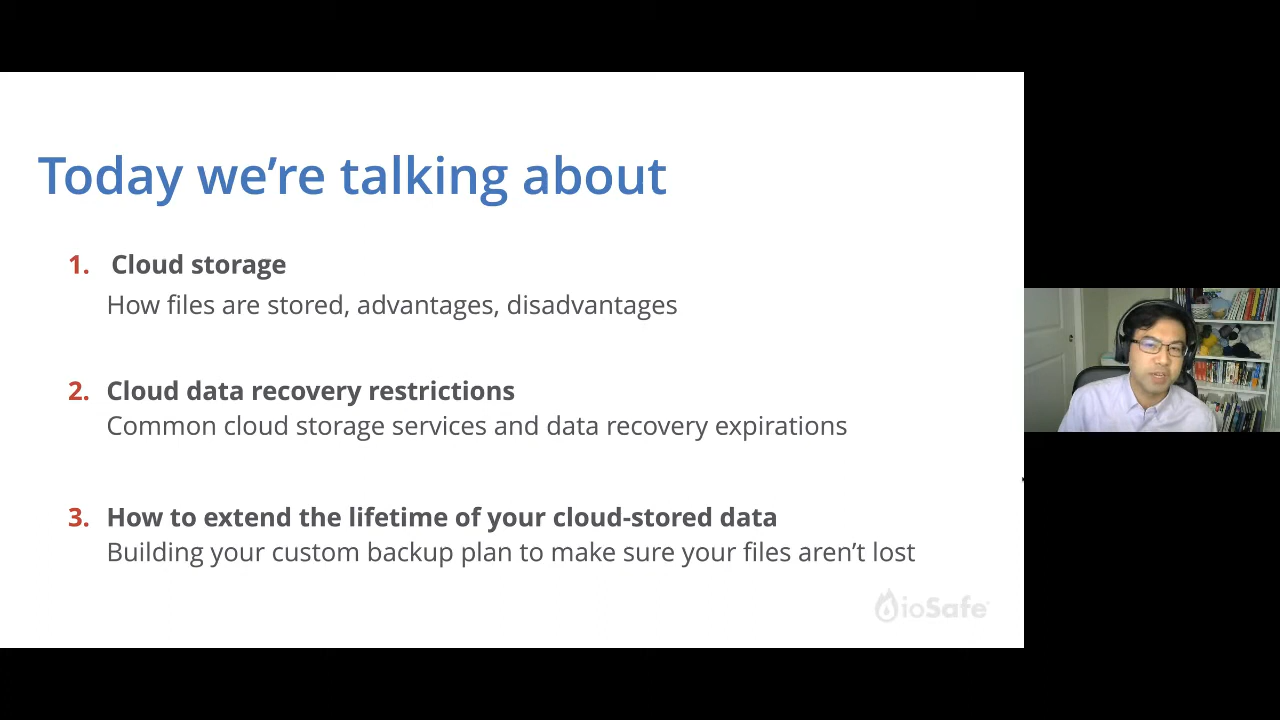 Today we’re talking about
1. Cloud storage
How files are stored, advantages, disadvantages
2. Cloud data recovery restrictions
Common cloud storage services and data recovery expirations
3. How to extend the lifetime of your cloud-stored data
Building your custom backup plan to make sure your files aren’t lost
ioSafe